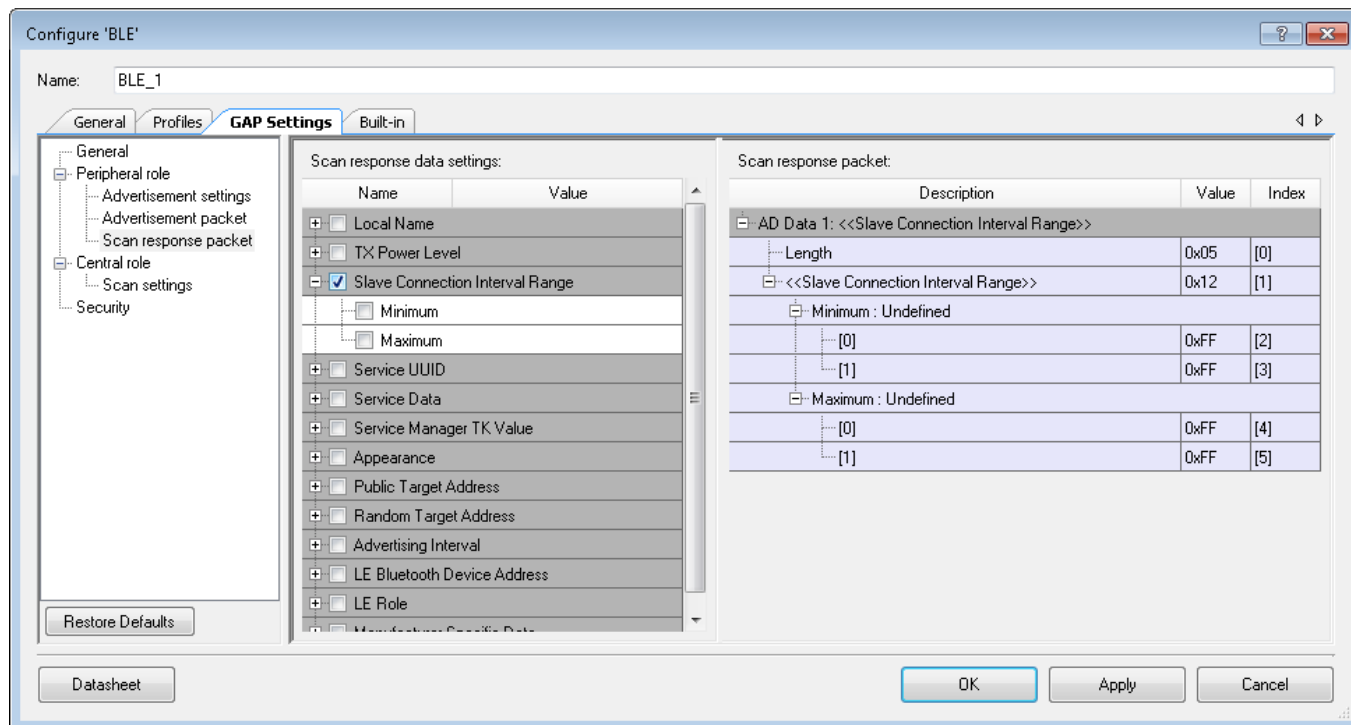 Configure 'BLE'
Name: BLE_1
General Profiles GAP Settings Built-in
General
Peripheral role
Advertisement settings
Advertisement packet
Scan response packet
Central role
Scan settings
Security
Restore Defaults
Scan response data settings:
Name Value
Local Name
TX Power Level
Slave Connection Interval Range
Minimum
Maximum
Service UUID
Service Data
Service Manager TK Value
Appearance
Public Target Address
Random Target Address
Advertising Interval
LE Bluetooth Device Address
LE Role
Manufacturer Specific Data
Scan response packet:
Description Value Index
AD Data 1: <<Slave Connection Interval Range>>
Length 0x05 [0]
<<Slave Connection Interval Range>> 0x12 [1]
Minimum : Undefined
[0] 0xFF [2]
[1] 0xFF [3]
Maximum : Undefined
[0] 0xFF [4]
[1] 0xFF [5]
Datasheet OK Apply Cancel